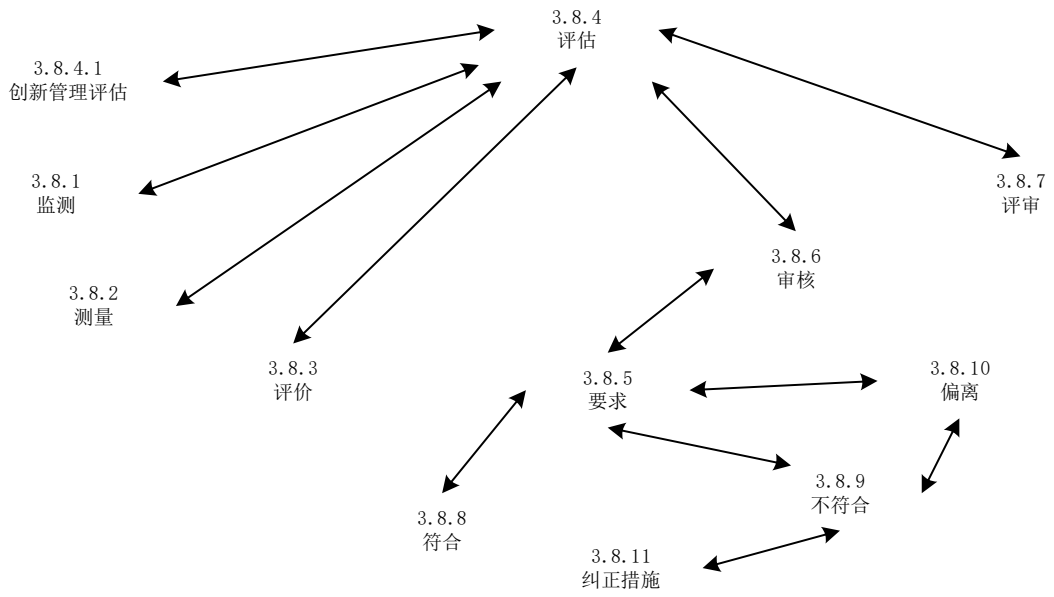 3.8.4
评估
3.8.4.1
创新管理评估
3.8.1
监测
3.8.7
评审
3.8.6
审核
3.8.2
测量
3.8.3
评价
3.8.5
要求
3.8.10
偏离
3.8.9
不符合
3.8.8
符合
3.8.11
纠正措施